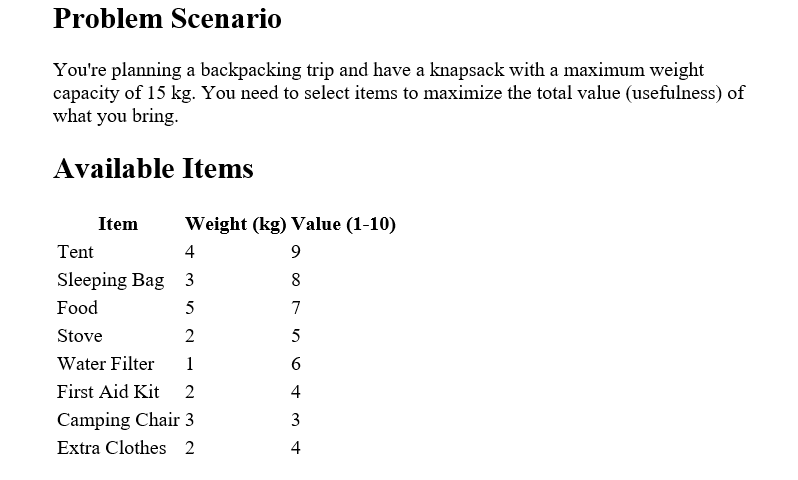 Problem Scenario
You're planning a backpacking trip and have a knapsack with a maximum weight
capacity of 15 kg. You need to select items to maximize the total value (usefulness) of
what you bring.
Available Items
Item Weight (kg) Value (1-10)
Tent 4 9
Sleeping Bag 3 8
Food 5 7
Stove 2 5
Water Filter 1 6
First Aid Kit 2 4
Camping Chair 3 3
Extra Clothes 2 4